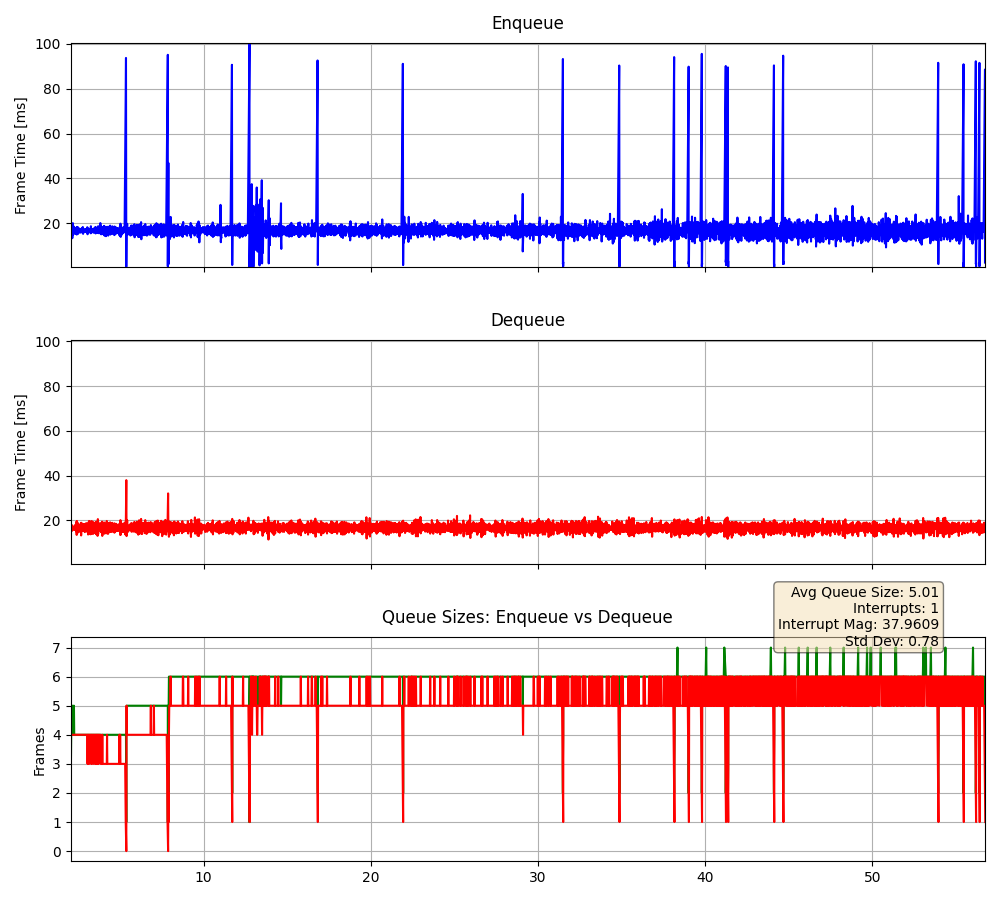 Enqueue
100
80
60
40
20
Frame Time [ms]
Dequeue
100
80
60
40
20
Frame Time [ms]
Avg Queue Size: 5.01
Interrupts: 1
Interrupt Mag: 37.9609
Std Dev: 0.78
Queue Sizes: Enqueue vs Dequeue
7
6
5
4
3
2
1
0
Frames
10
20
30
40
50